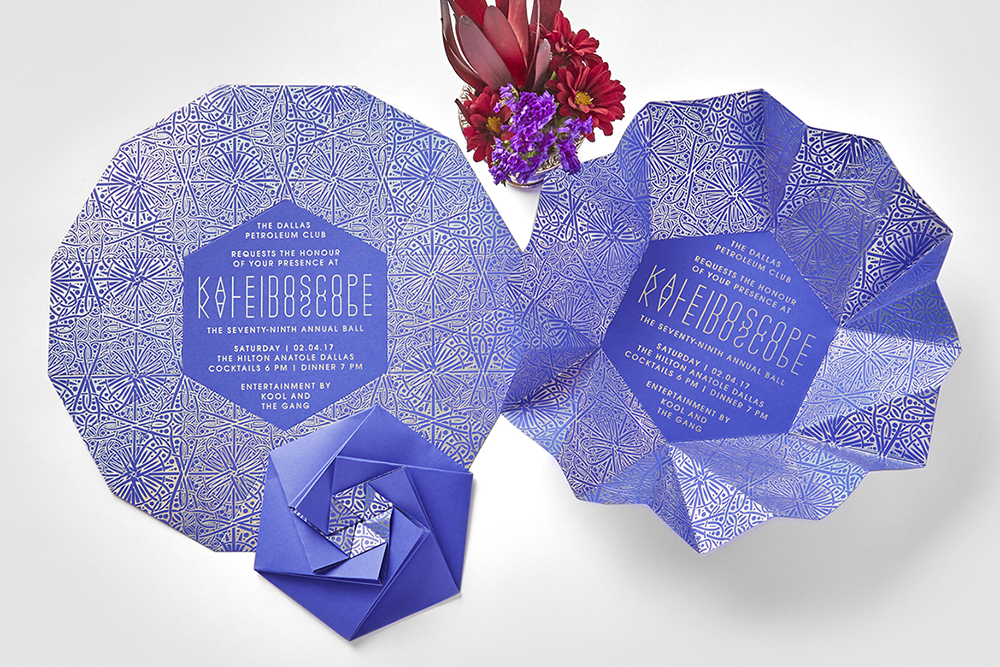 THE DALLAS
PETROLEUM CLUB
REQUESTS THE HONOUR
OF YOUR PRESENCE AT
KALEIDOSCOPE
THE SEVENTY-NINTH ANNUAL BALL
SATURDAY | 02.04.17
THE HILTON ANATOLE DALLAS
COCKTAILS 6 PM | DINNER 7 PM
ENTERTAINMENT BY
KOOL AND
THE GANG
THE DALLAS
PETROLEUM CLUB
REQUESTS THE HONOUR
OF YOUR PRESENCE AT
KALEIDOSCOPE
THE SEVENTY-NINTH ANNUAL BALL
SATURDAY | 02.04.17
THE HILTON ANATOLE DALLAS
COCKTAILS 6 PM | DINNER 7 PM
ENTERTAINMENT BY
KOOL AND
THE GANG